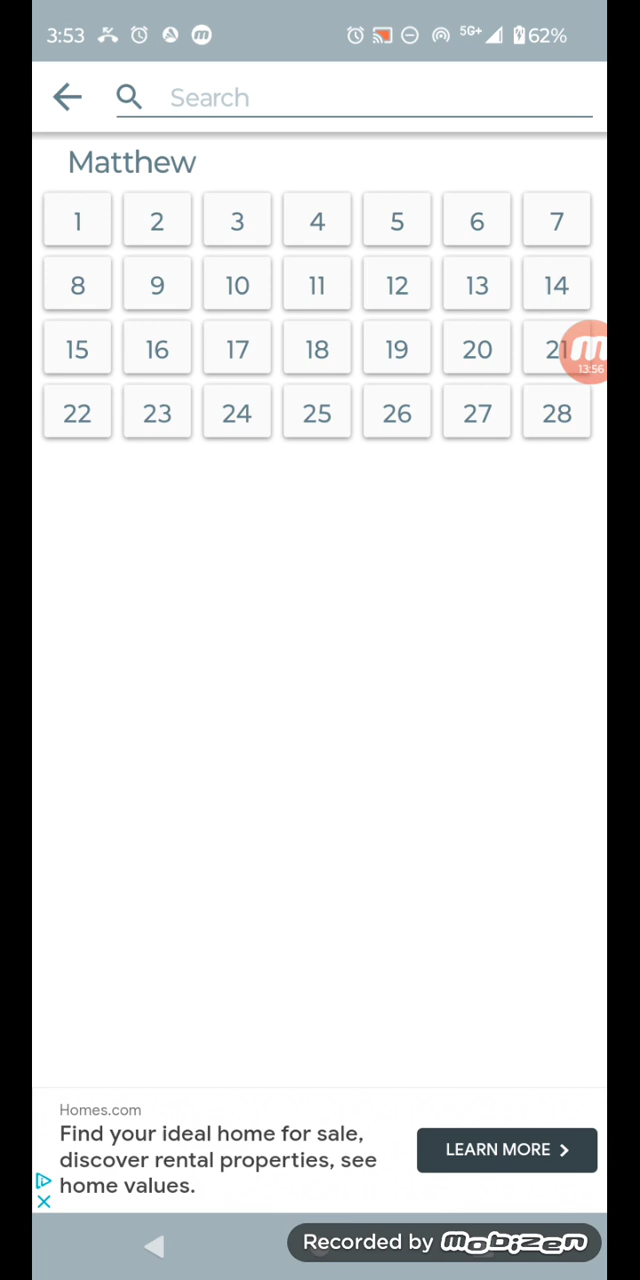 3:53 5G+ 62%
Search
Matthew
1 2 3 4 5 6 7
8 9 10 11 12 13 14
15 16 17 18 19 20 21
13:56
22 23 24 25 26 27 28
Homes.com
Find your ideal home for sale,
discover rental properties, see
home values.
LEARN MORE
Recorded by mobizen